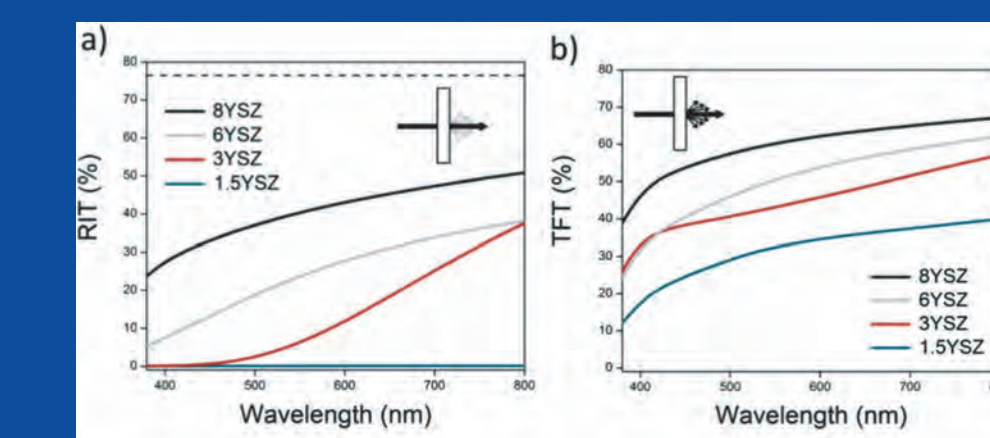 a)
80
70
60
50
40
30
20
10
0
RIT (%)
8YSZ
6YSZ
3YSZ
1.5YSZ
400 500 600 700 800
Wavelength (nm)
b)
80
70
60
50
40
30
20
10
0
TFT (%)
8YSZ
6YSZ
3YSZ
1.5YSZ
400 500 600 700
Wavelength (nm)